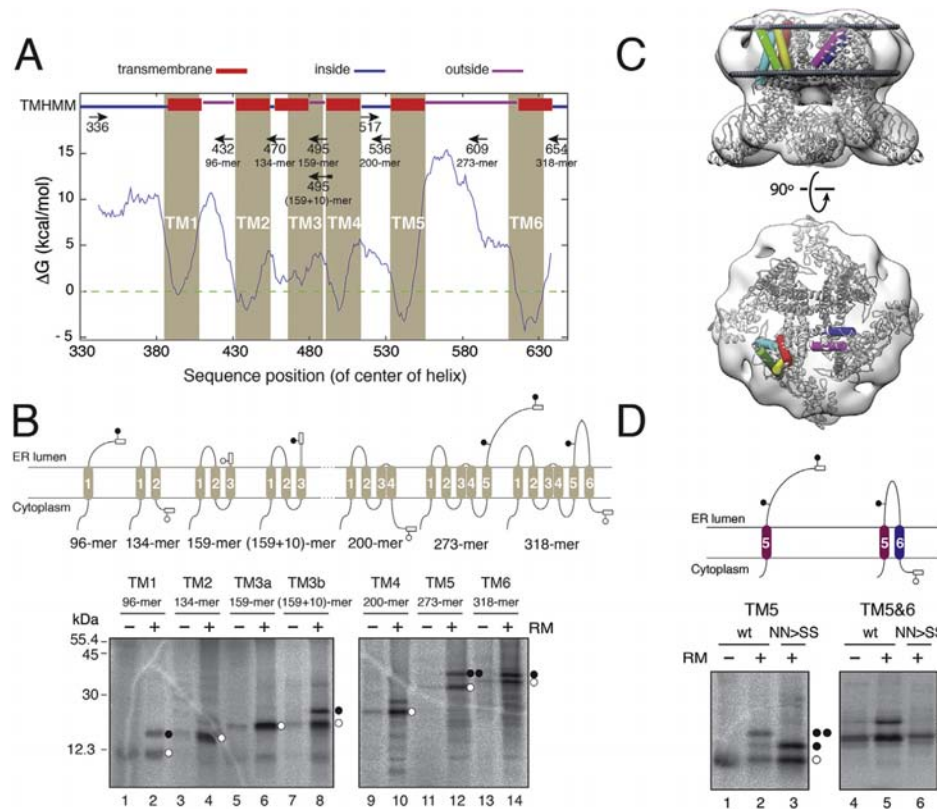 A
transmembrane inside outside
TMHMM
336 517
432 470 495 536 609 654
96-mer 134-mer 159-mer 200-mer 273-mer 318-mer
495
(159+10)-mer
TM1 TM2 TM3 TM4 TM5 TM6
ΔG (kcal/mol)
15
10
5
0
-5
330 380 430 480 530 580 630
Sequence position (of center of helix)
B
ER lumen
1 1 2 1 2 3 1 2 3 1 2 3 4 1 2 3 4 5 1 2 3 4 5 6
Cytoplasm
96-mer 134-mer 159-mer (159+10)-mer 200-mer 273-mer 318-mer
TM1 TM2 TM3a TM3b TM4 TM5 TM6
96-mer 134-mer 159-mer (159+10)-mer 200-mer 273-mer 318-mer
kDa − + − + − + − + − + − + − + RM
55.4
45
30
12.3
1 2 3 4 5 6 7 8 9 10 11 12 13 14
C
90º
D
ER lumen
5 5 6
Cytoplasm
TM5 TM5&6
wt NN>SS wt NN>SS
RM − + + − + +
1 2 3 4 5 6